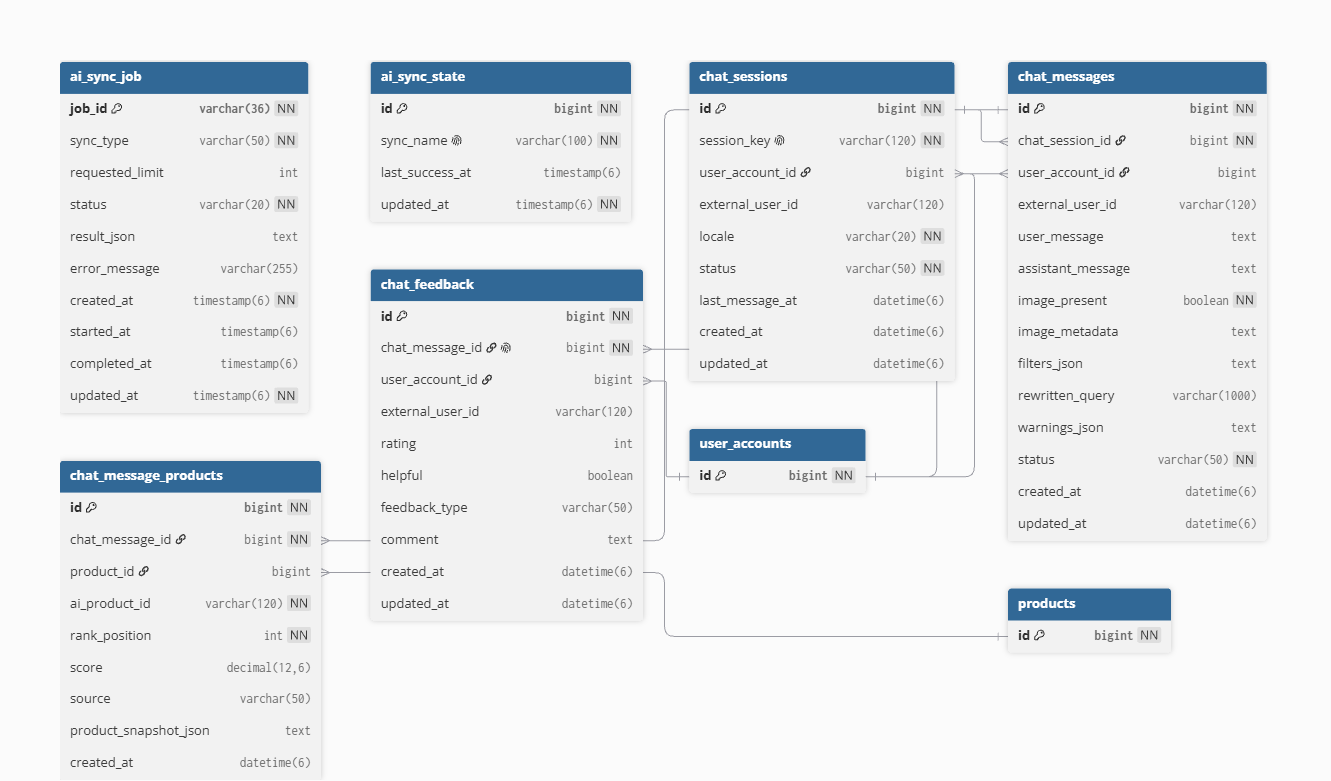 ai_sync_job
job_id varchar(36) NN
sync_type varchar(50) NN
requested_limit int
status varchar(20) NN
result_json text
error_message varchar(255)
created_at timestamp(6) NN
started_at timestamp(6)
completed_at timestamp(6)
updated_at timestamp(6) NN
ai_sync_state
id bigint NN
sync_name varchar(100) NN
last_success_at timestamp(6)
updated_at timestamp(6) NN
chat_sessions
id bigint NN
session_key varchar(120) NN
user_account_id bigint
external_user_id varchar(120)
locale varchar(20) NN
status varchar(50) NN
last_message_at datetime(6)
created_at datetime(6)
updated_at datetime(6)
chat_messages
id bigint NN
chat_session_id bigint NN
user_account_id bigint
external_user_id varchar(120)
user_message text
assistant_message text
image_present boolean NN
image_metadata text
filters_json text
rewritten_query varchar(1000)
warnings_json text
status varchar(50) NN
created_at datetime(6)
updated_at datetime(6)
chat_feedback
id bigint NN
chat_message_id bigint NN
user_account_id bigint
external_user_id varchar(120)
rating int
helpful boolean
feedback_type varchar(50)
comment text
created_at datetime(6)
updated_at datetime(6)
user_accounts
id bigint NN
chat_message_products
id bigint NN
chat_message_id bigint NN
product_id bigint
ai_product_id varchar(120) NN
rank_position int NN
score decimal(12,6)
source varchar(50)
product_snapshot_json text
created_at datetime(6)
products
id bigint NN